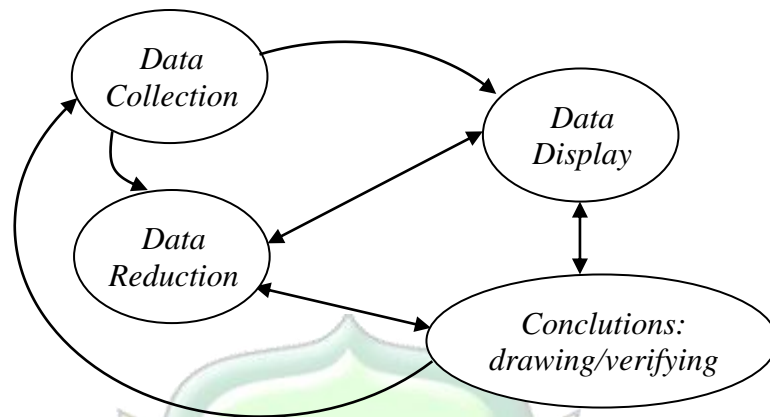 Data
Collection
Data
Display
Data
Reduction
Conclutions:
drawing/verifying